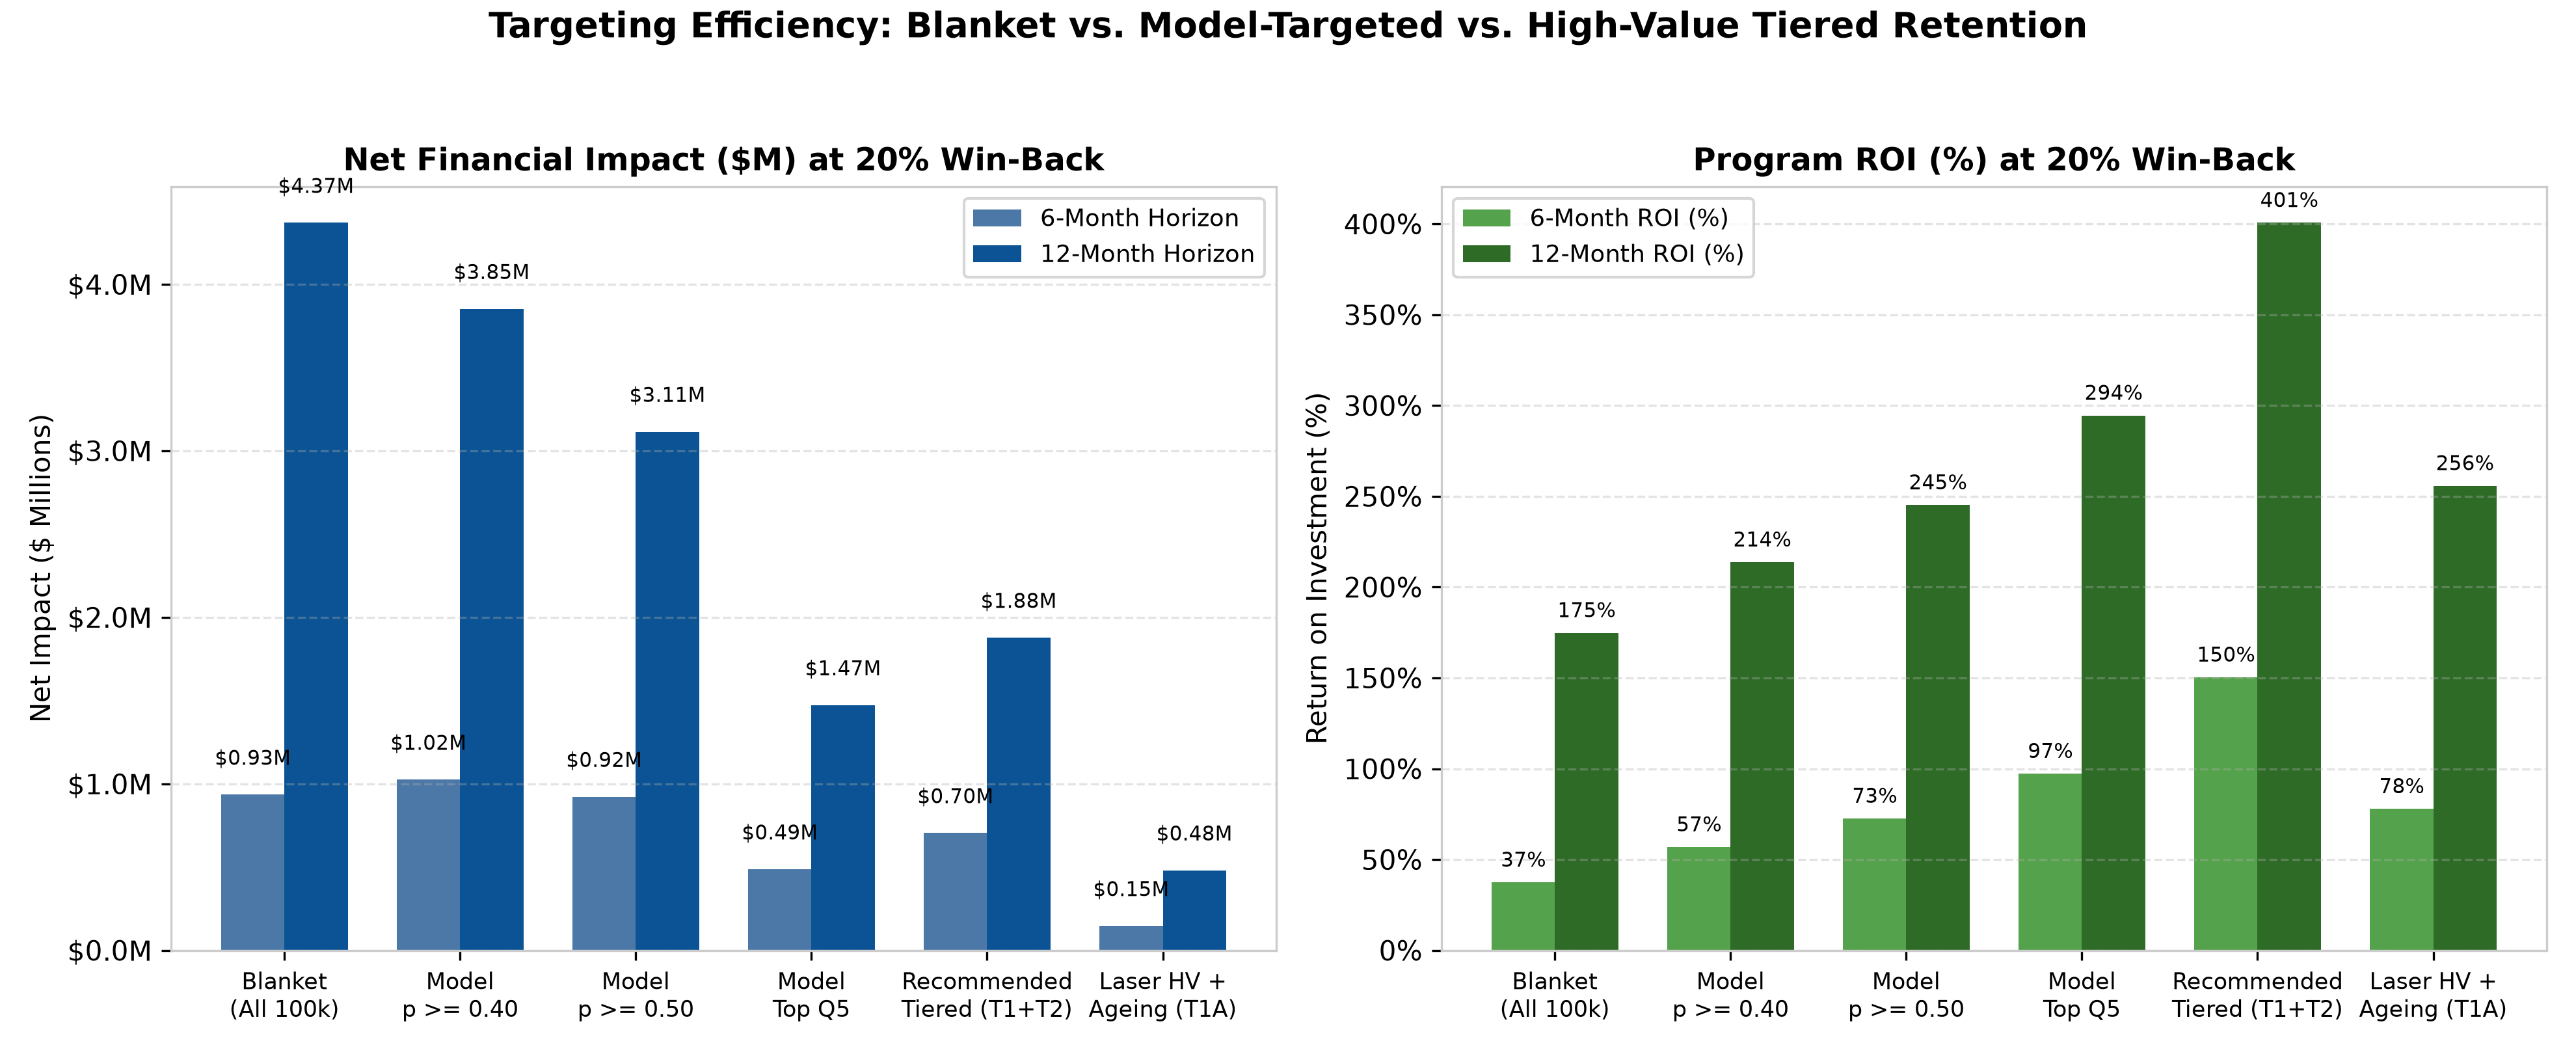 Targeting Efficiency: Blanket vs. Model-Targeted vs. High-Value Tiered Retention
Net Financial Impact ($M) at 20% Win-Back
6-Month Horizon
12-Month Horizon
Net Impact ($ Millions)
$4.0M
$3.0M
$2.0M
$1.0M
$0.0M
$0.93M
$4.37M
$1.02M
$3.85M
$0.92M
$3.11M
$0.49M
$1.47M
$0.70M
$1.88M
$0.15M
$0.48M
Blanket
(All 100k)
Model
p >= 0.40
Model
p >= 0.50
Model
Top Q5
Recommended
Tiered (T1+T2)
Laser HV +
Ageing (T1A)
Program ROI (%) at 20% Win-Back
6-Month ROI (%)
12-Month ROI (%)
Return on Investment (%)
400%
350%
300%
250%
200%
150%
100%
50%
0%
37%
175%
57%
214%
73%
245%
97%
294%
150%
401%
78%
256%
Blanket
(All 100k)
Model
p >= 0.40
Model
p >= 0.50
Model
Top Q5
Recommended
Tiered (T1+T2)
Laser HV +
Ageing (T1A)